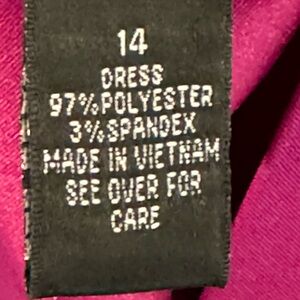 14
DRESS
97%POLYESTER
3%SPANDEX
MADE IN VIETNAM
SEE OVER FOR
CARE